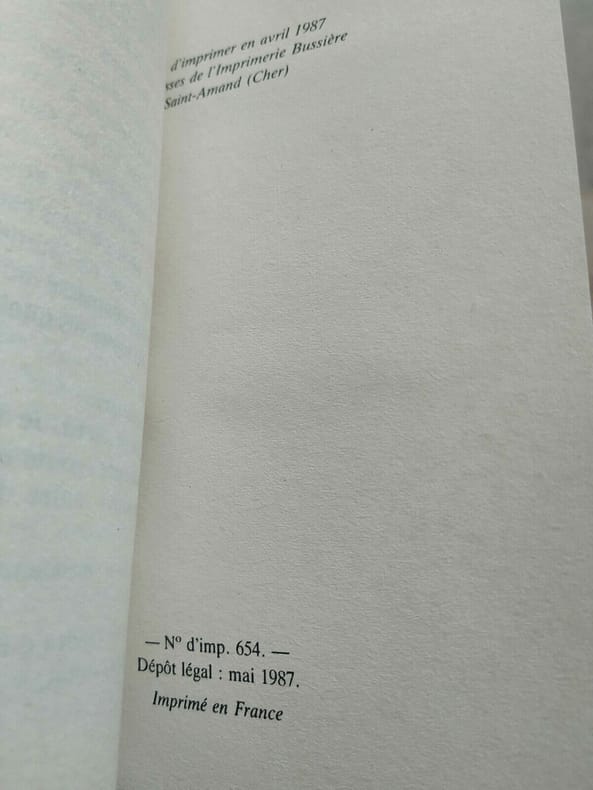 d'imprimer en avril 1987
sses de l'Imprimerie Bussière
Saint-Amand (Cher)
— Nº d'imp. 654. —
Dépôt légal : mai 1987.
Imprimé en France